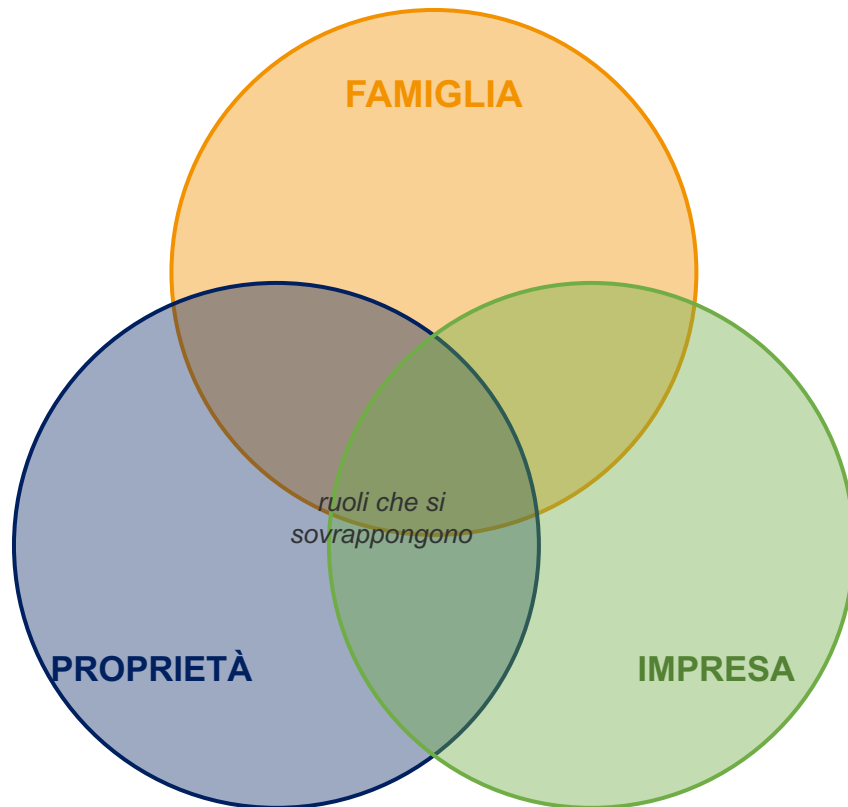 FAMIGLIA
ruoli che si
sovrappongono
PROPRIETÀ
IMPRESA